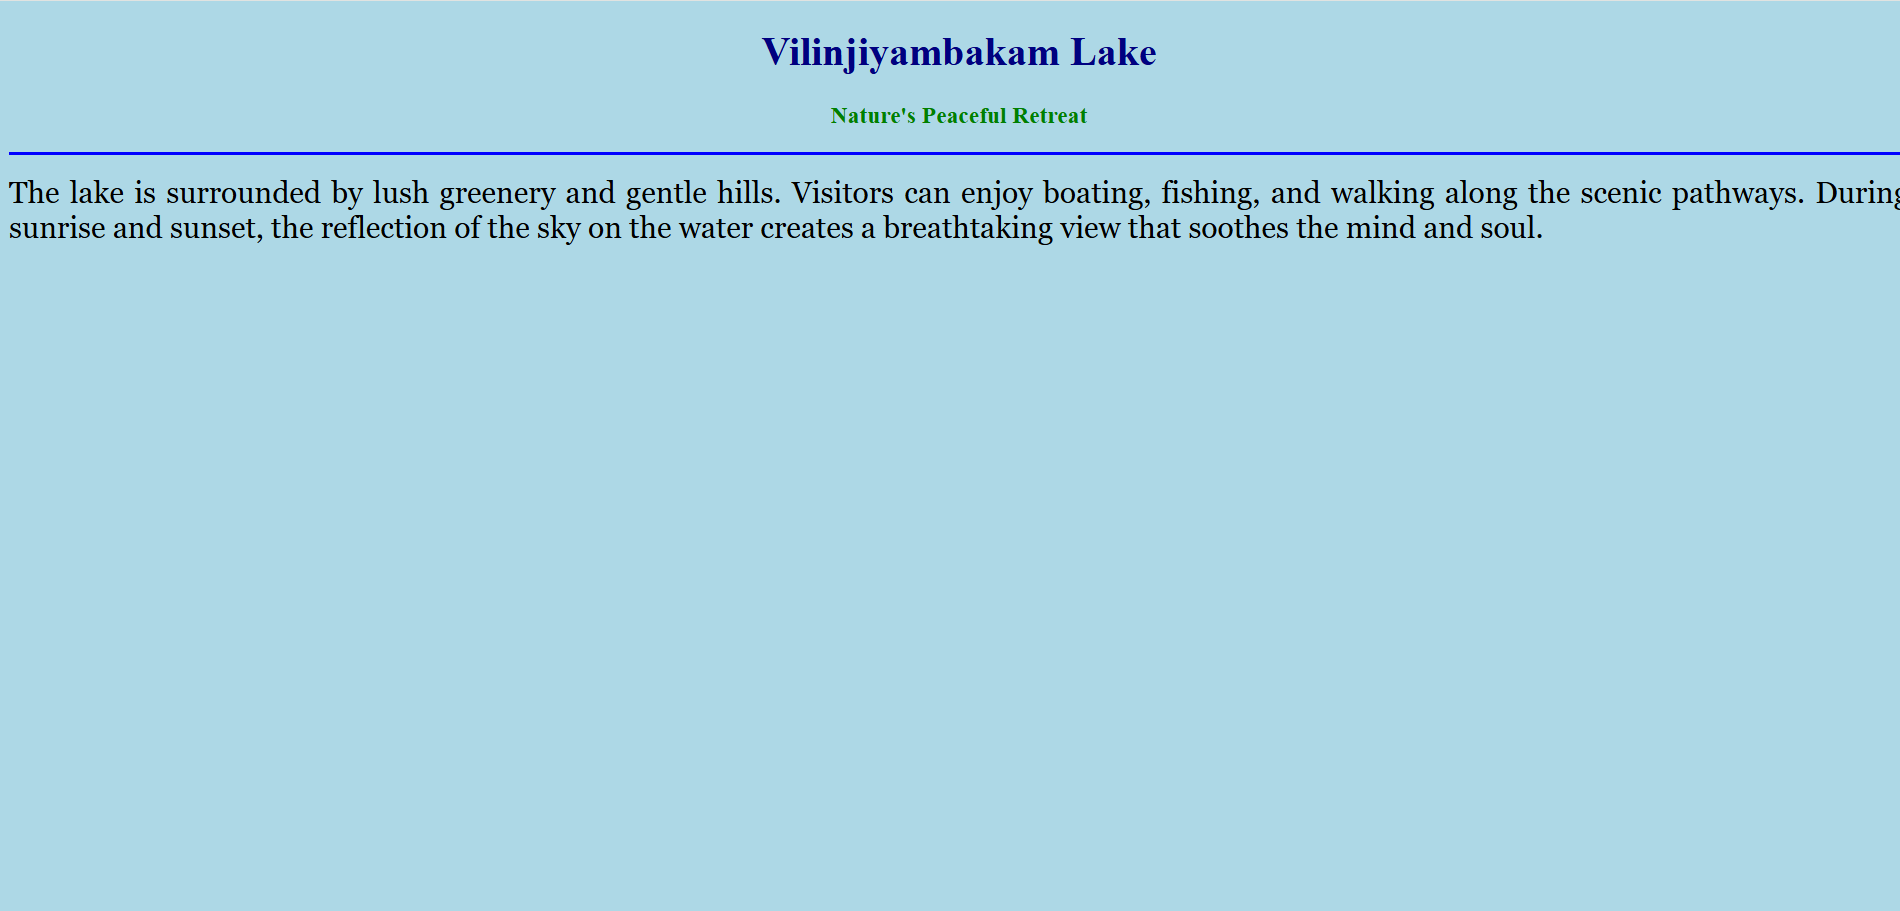 Vilinjiyambakam Lake
Nature's Peaceful Retreat
The lake is surrounded by lush greenery and gentle hills. Visitors can enjoy boating, fishing, and walking along the scenic pathways. During
sunrise and sunset, the reflection of the sky on the water creates a breathtaking view that soothes the mind and soul.